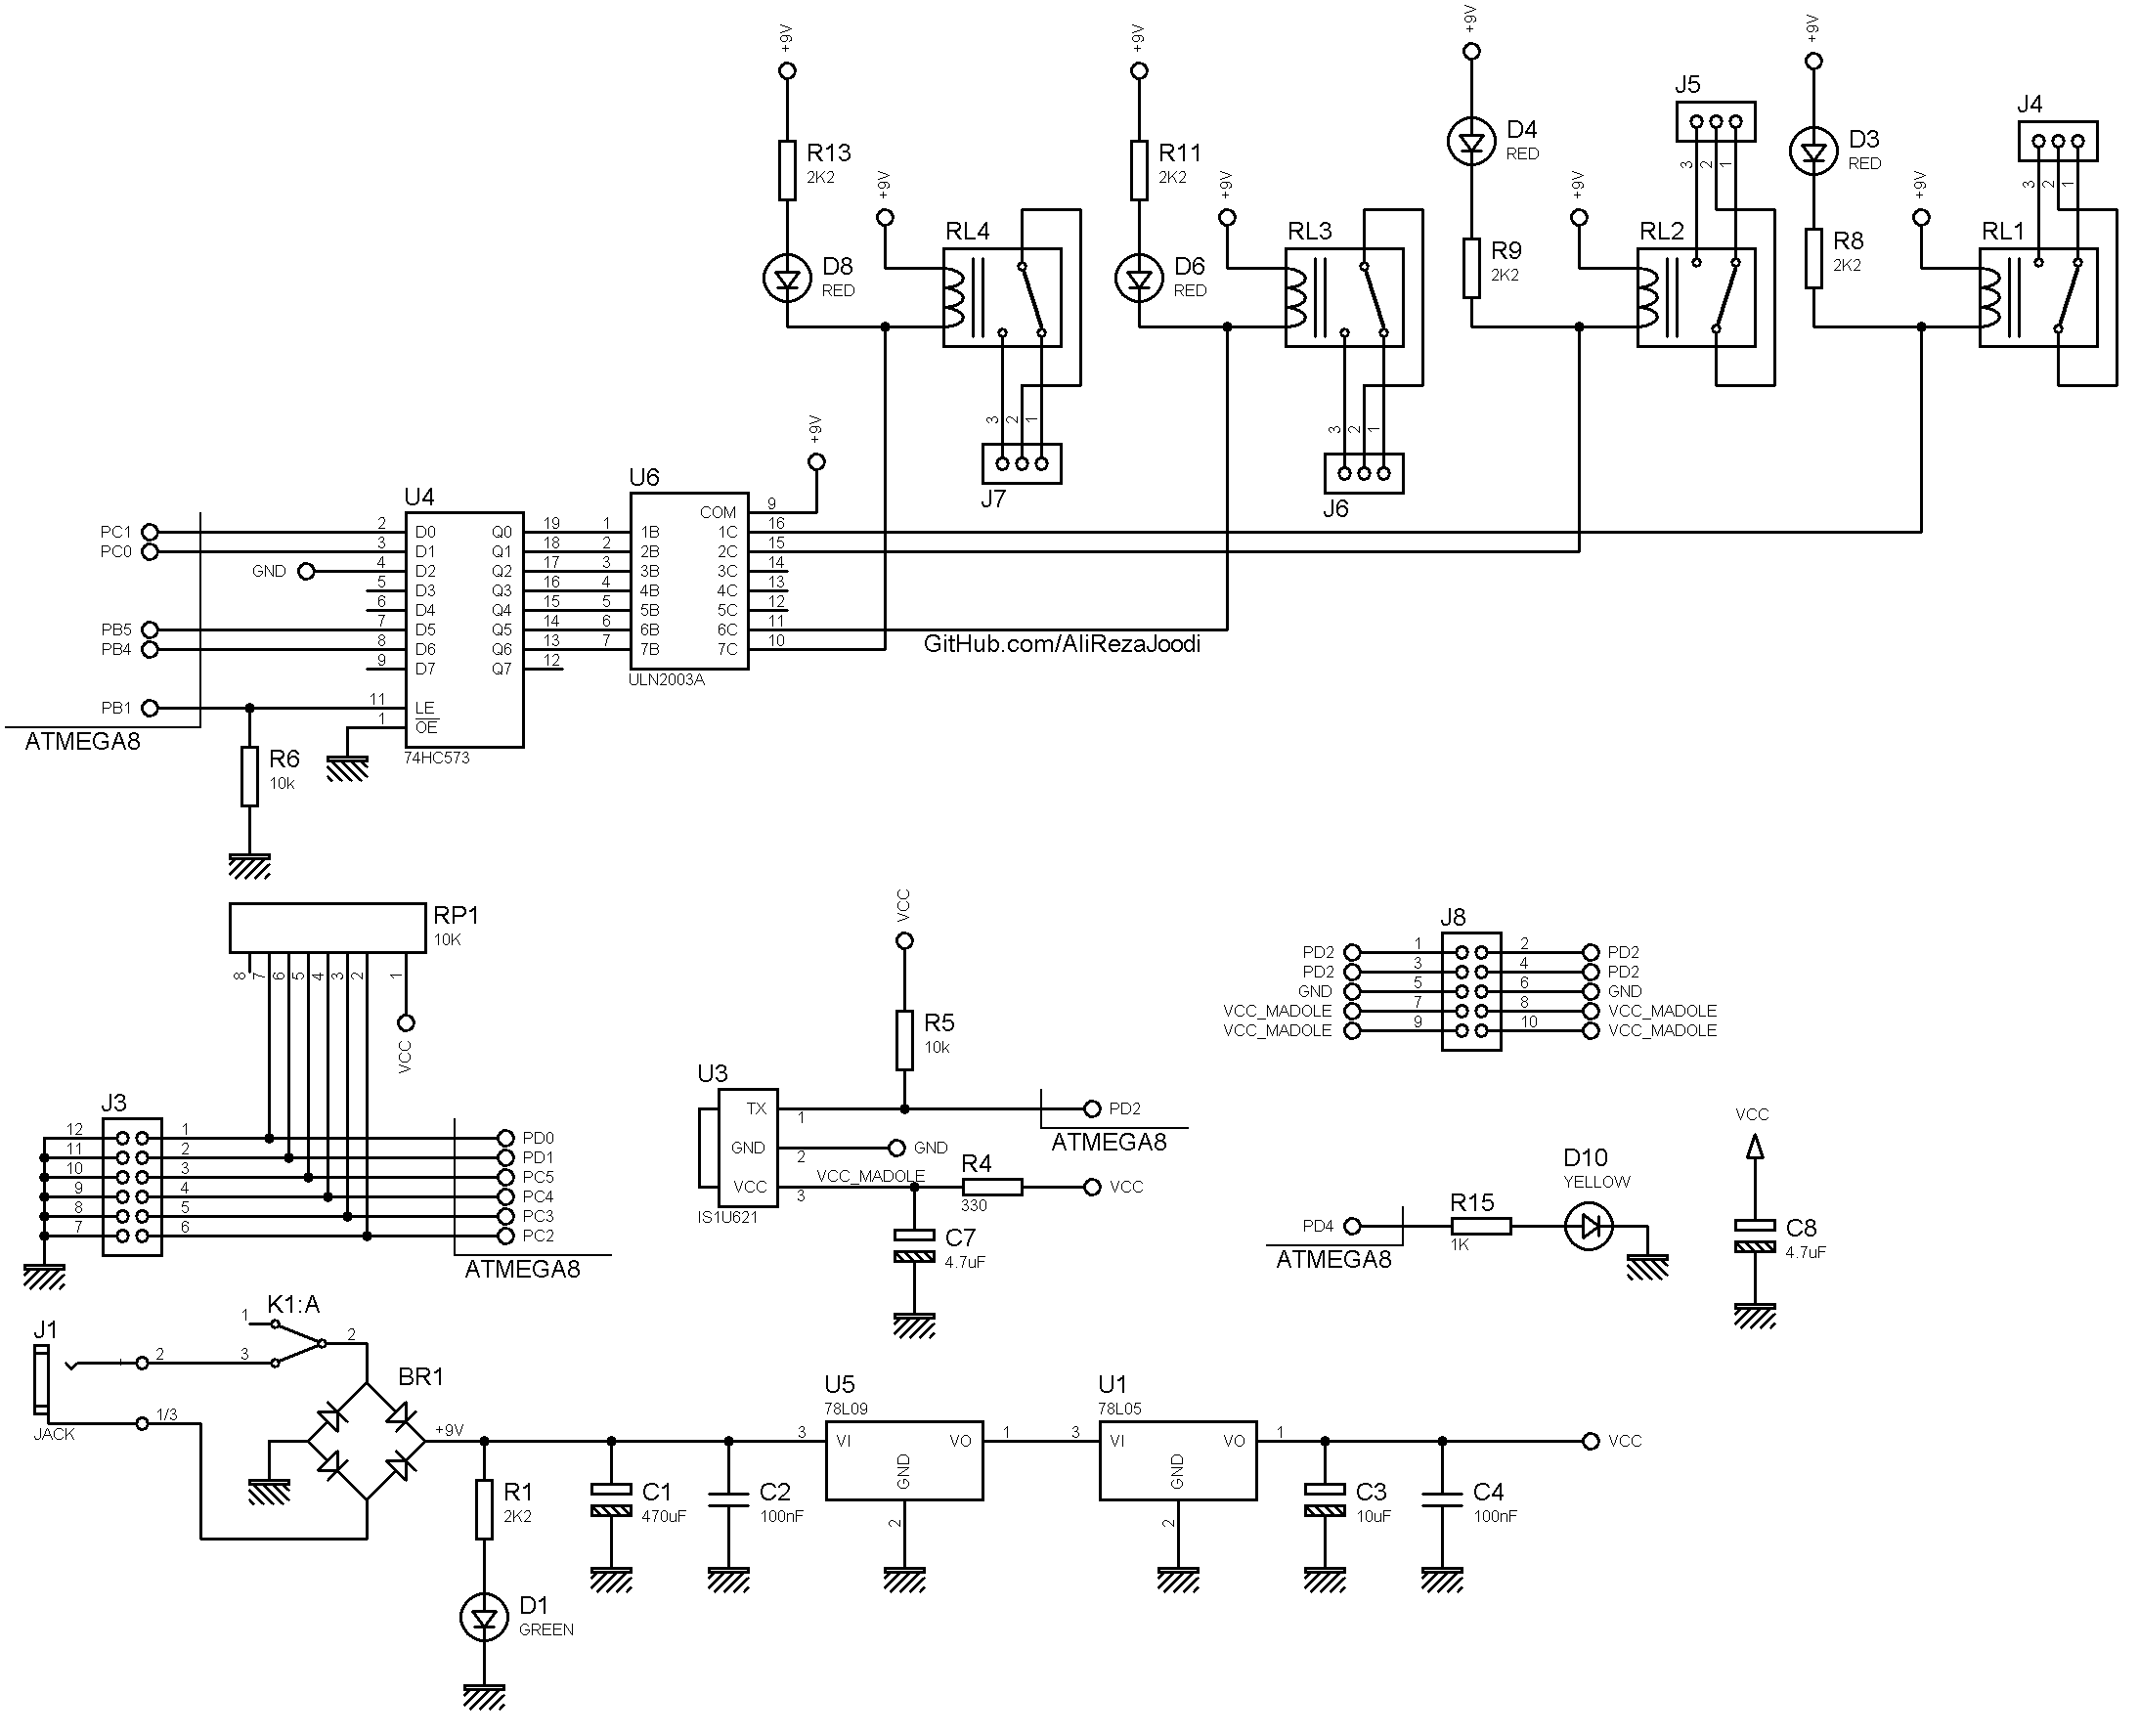 +9V
+9V
+9V
+9V
R13
2K2
R11
2K2
D4
RED
J5
3 2 1
D3
RED
J4
3 2 1
+9V
+9V
+9V
+9V
D8
RED
RL4
D6
RED
RL3
R9
2K2
RL2
R8
2K2
RL1
3 2 1
J7
3 2 1
J6
+9V
U4
U6
COM 9
PC1 2 D0 Q0 19 1 1B 1C 16
PC0 3 D1 Q1 18 2 2B 2C 15
GND 4 D2 Q2 17 3 3B 3C 14
5 D3 Q3 16 4 4B 4C 13
6 D4 Q4 15 5 5B 5C 12
PB5 7 D5 Q5 14 6 6B 6C 11
PB4 8 D6 Q6 13 7 7B 7C 10
9 D7 Q7 12
ULN2003A
GitHub.com/AliRezaJoodi
PB1 11 LE
1 OE
ATMEGA8
74HC573
R6
10k
RP1
10K
8 7 6 5 4 3 2 1
VCC
J3
12 1 PD0
11 2 PD1
10 3 PC5
9 4 PC4
8 5 PC3
7 6 PC2
ATMEGA8
VCC
R5
10k
U3
TX 1 PD2
ATMEGA8
GND 2 GND
VCC 3 VCC_MADOLE
R4
330
VCC
IS1U621
C7
4.7uF
J8
PD2 1 2 PD2
PD2 3 4 PD2
GND 5 6 GND
VCC_MADOLE 7 8 VCC_MADOLE
VCC_MADOLE 9 10 VCC_MADOLE
D10
YELLOW
PD4
R15
1K
ATMEGA8
VCC
C8
4.7uF
J1
JACK
2
1/3
K1:A
1
3
2
BR1
+9V
R1
2K2
D1
GREEN
C1
470uF
C2
100nF
U5
78L09
3 VI VO 1
GND
2
U1
78L05
3 VI VO 1
GND
2
C3
10uF
C4
100nF
VCC